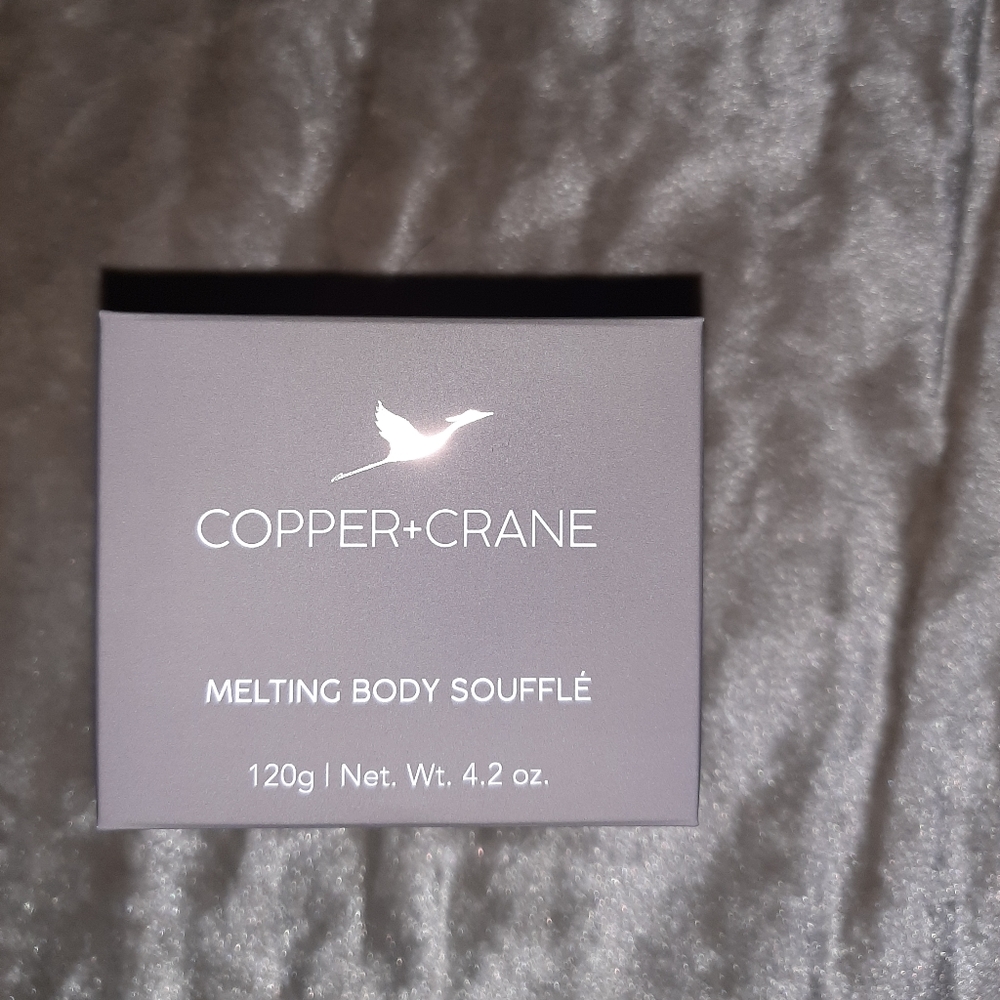 COPPER+CRANE
MELTING BODY SOUFFLÉ
120g | Net. Wt. 4.2 oz.